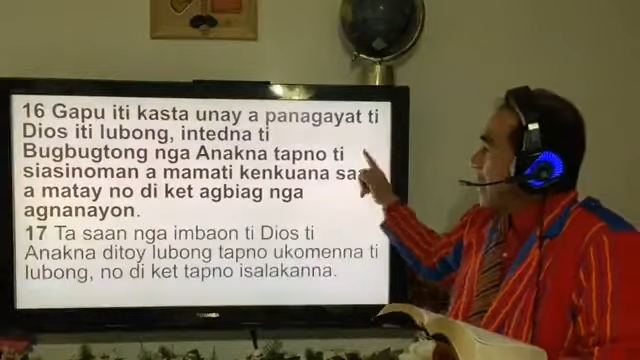 16 Gapu iti kasta unay a panagayat ti
Dios iti lubong, intedna ti
Bugbugtong nga Anakna tapno ti
siasinoman a mamati kenkuana
a matay no di ket agbiag nga
agnanayon.
17 Ta saan nga imbaon ti Dios ti
Anakna ditoy lubong tapno ukomenna ti
lubong, no di ket tapno isalakanna.
TOSHIBA